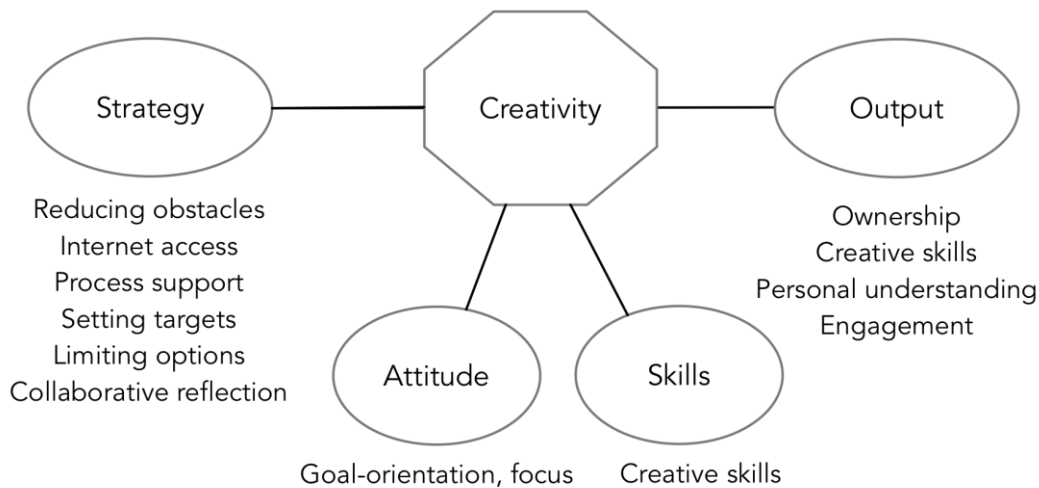 Strategy
Creativity
Output
Reducing obstacles
Internet access
Process support
Setting targets
Limiting options
Collaborative reflection
Ownership
Creative skills
Personal understanding
Engagement
Attitude
Skills
Goal-orientation, focus
Creative skills